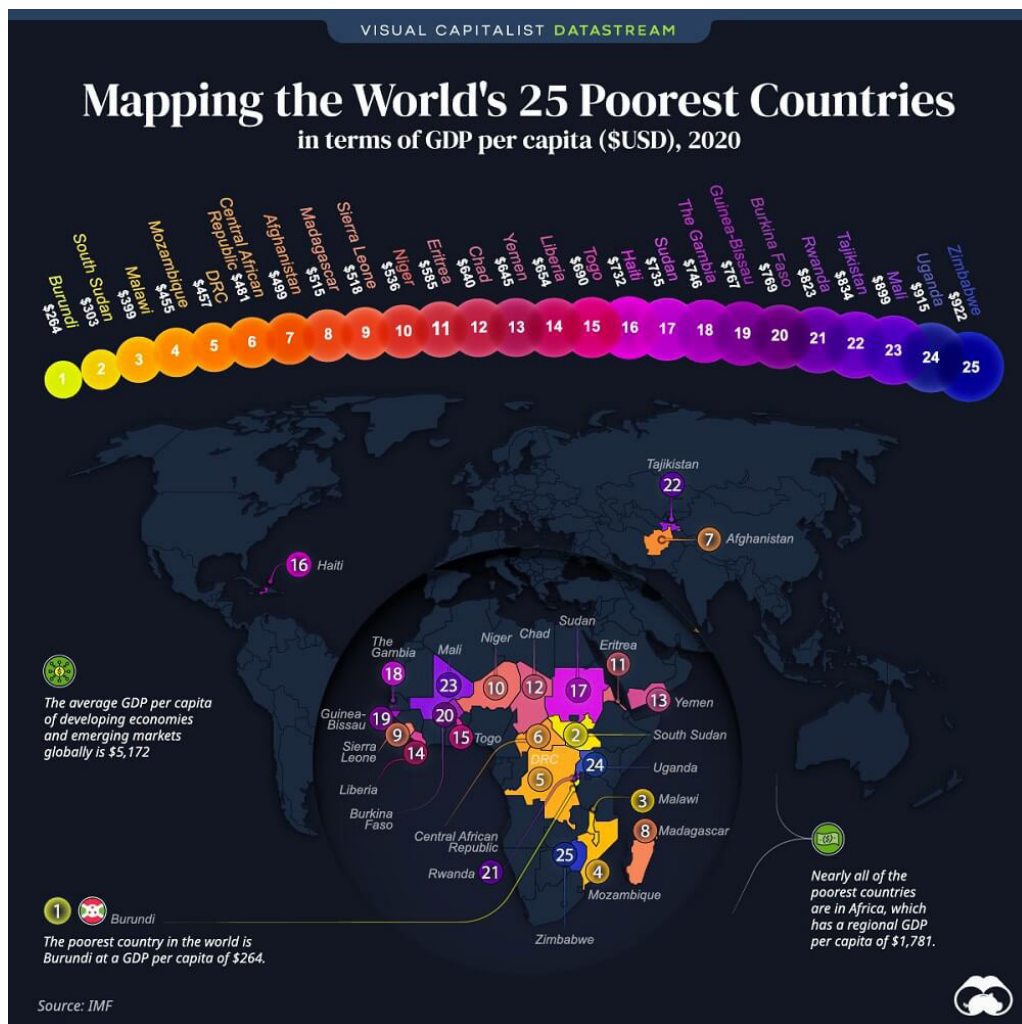 VISUAL CAPITALIST DATASTREAM
Mapping the World's 25 Poorest Countries
in terms of GDP per capita ($USD), 2020
Burundi
$264
South Sudan
$303
Malawi
$399
Mozambique
$455
DRC
$457
Central African
Republic $481
Afghanistan
$499
Madagascar
$515
Sierra Leone
$518
Niger
$536
Eritrea
$585
Chad
$640
Yemen
$645
Liberia
$654
Togo
$690
Haiti
$732
Sudan
$735
The Gambia
$746
Guinea-Bissau
$767
Burkina Faso
$769
Rwanda
$823
Tajikistan
$834
Mali
$899
Uganda
$915
Zimbabwe
$922
1 2 3 4 5 6 7 8 9 10 11 12 13 14 15 16 17 18 19 20 21 22 23 24 25
Tajikistan
22
7 Afghanistan
16 Haiti
Sudan
Niger
Chad
The
Gambia
Mali
Eritrea
18
11
23
10
12
17
13 Yemen
Guinea-
Bissau
19
20
9
Sierra
Leone
15 Togo
6
2
South Sudan
14
Liberia
DRC
5
24
Uganda
Burkina
Faso
3 Malawi
Central African
Republic
8 Madagascar
Rwanda 21
25
4
Mozambique
Zimbabwe
The average GDP per capita
of developing economies
and emerging markets
globally is $5,172
1 Burundi
The poorest country in the world is
Burundi at a GDP per capita of $264.
Nearly all of the
poorest countries
are in Africa, which
has a regional GDP
per capita of $1,781.
Source: IMF